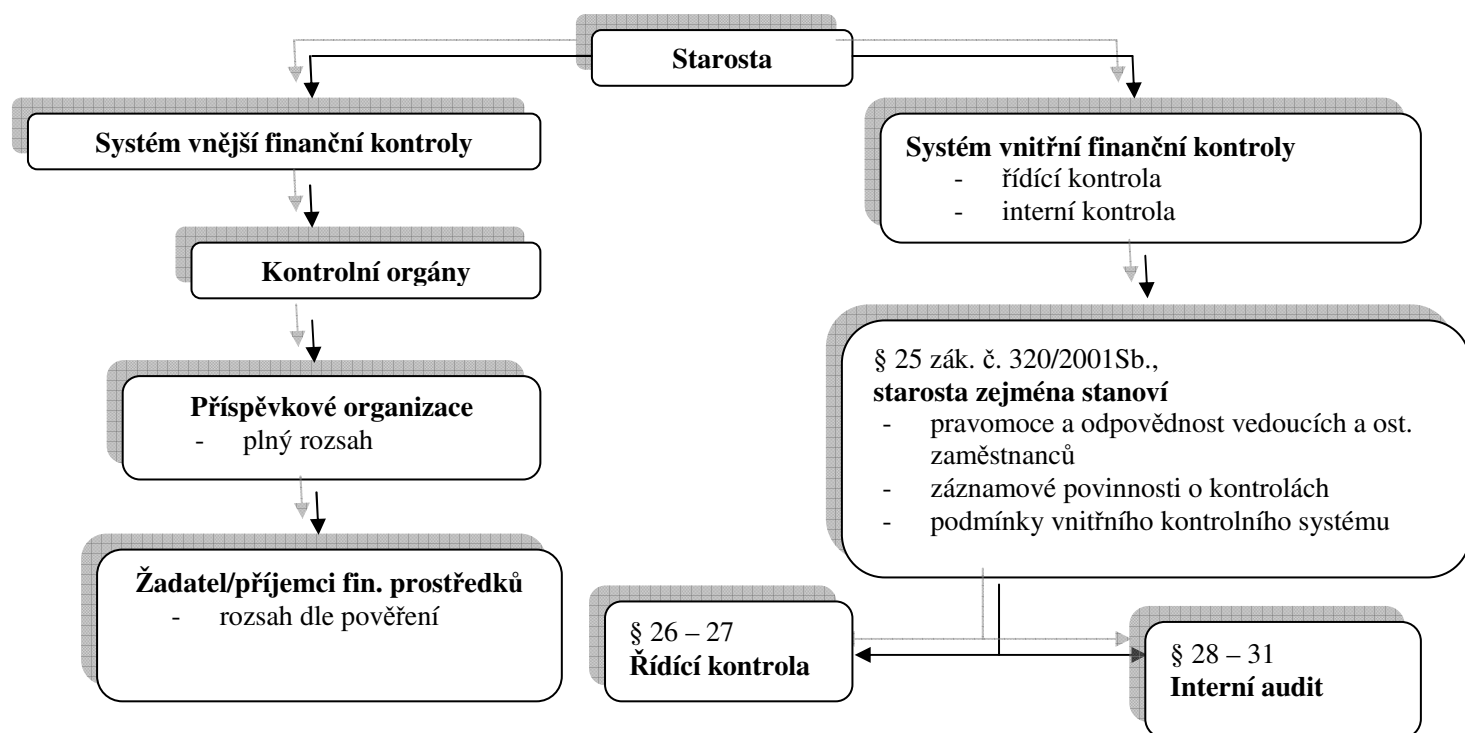 Starosta
Systém vnější finanční kontroly
Kontrolní orgány
Příspěvkové organizace
- plný rozsah
Žadatel/příjemci fin. prostředků
- rozsah dle pověření
Systém vnitřní finanční kontroly
- řídící kontrola
- interní kontrola
§ 25 zák. č. 320/2001Sb.,
starosta zejména stanoví
- pravomoce a odpovědnost vedoucích a ost.
zaměstnanců
- záznamové povinnosti o kontrolách
- podmínky vnitřního kontrolního systému
§ 26 – 27
Řídící kontrola
§ 28 – 31
Interní audit